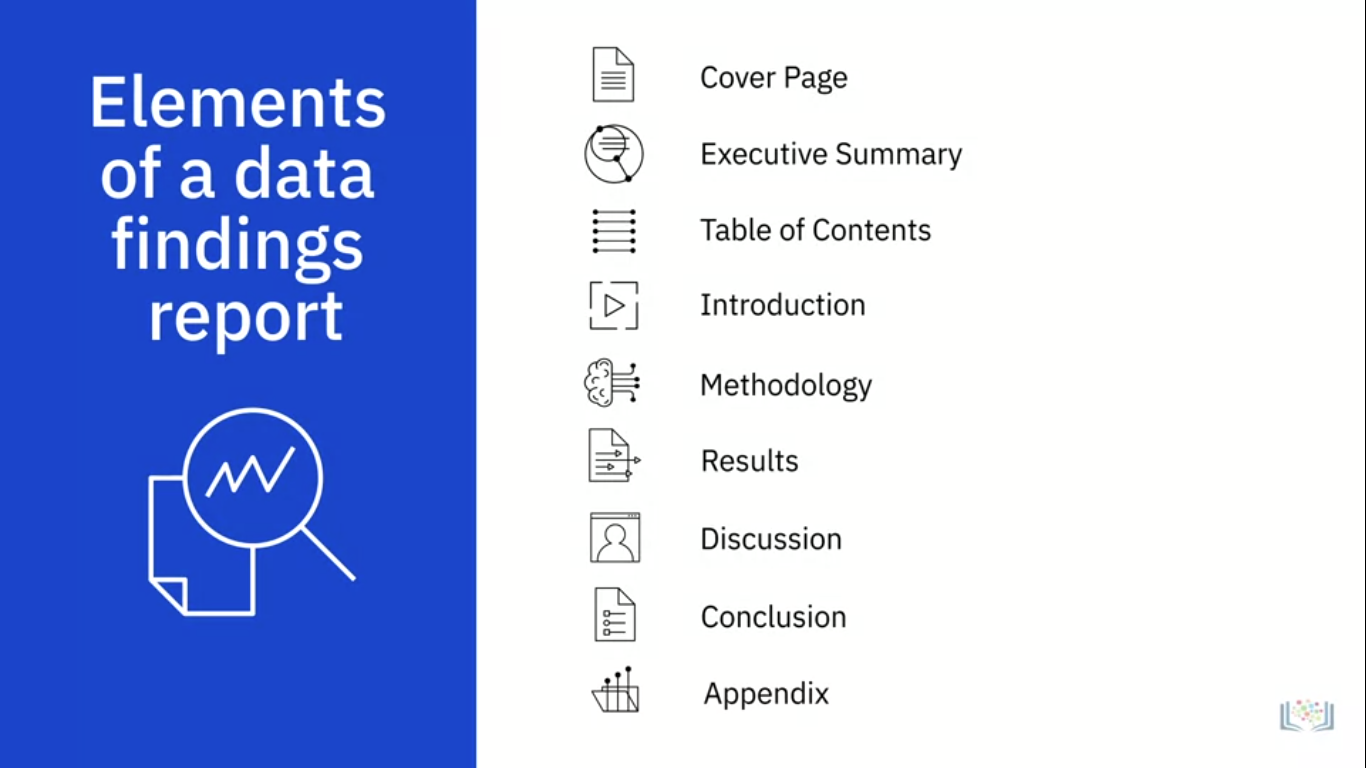 Elements
of a data
findings
report
Cover Page
Executive Summary
Table of Contents
Introduction
Methodology
Results
Discussion
Conclusion
Appendix